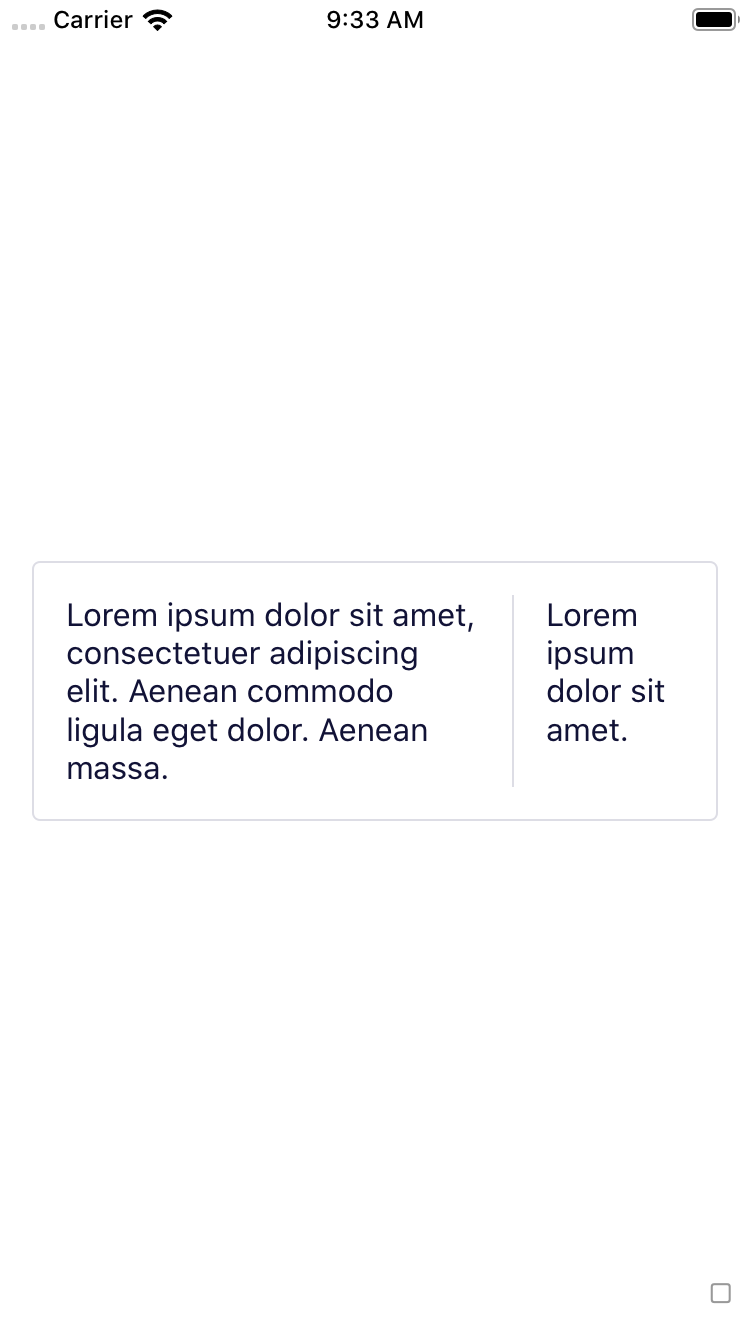 Carrier 9:33 AM
Lorem ipsum dolor sit amet,
consectetuer adipiscing
elit. Aenean commodo
ligula eget dolor. Aenean
massa.
Lorem
ipsum
dolor sit
amet.